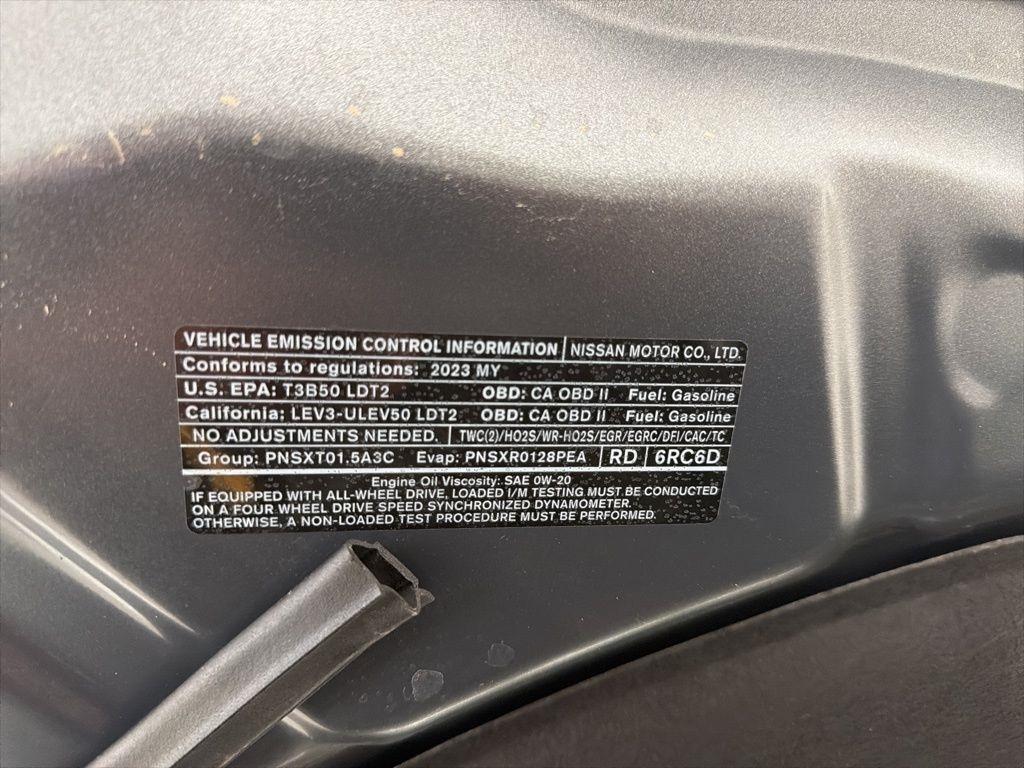 VEHICLE EMISSION CONTROL INFORMATION NISSAN MOTOR CO., LTD.
Conforms to regulations: 2023 MY
U.S. EPA: T3B50 LDT2 OBD: CA OBD II Fuel: Gasoline
California: LEV3-ULEV50 LDT2 OBD: CA OBD II Fuel: Gasoline
NO ADJUSTMENTS NEEDED. TWC(2)/HO2S/WR-HO2S/EGR/EGRC/DFI/CAC/TC
Group: PNSXT01.5A3C Evap: PNSXR0128PEA RD 6RC6D
Engine Oil Viscosity: SAE 0W-20
IF EQUIPPED WITH ALL-WHEEL DRIVE, LOADED I/M TESTING MUST BE CONDUCTED
ON A FOUR WHEEL DRIVE SPEED SYNCHRONIZED DYNAMOMETER.
OTHERWISE, A NON-LOADED TEST PROCEDURE MUST BE PERFORMED.